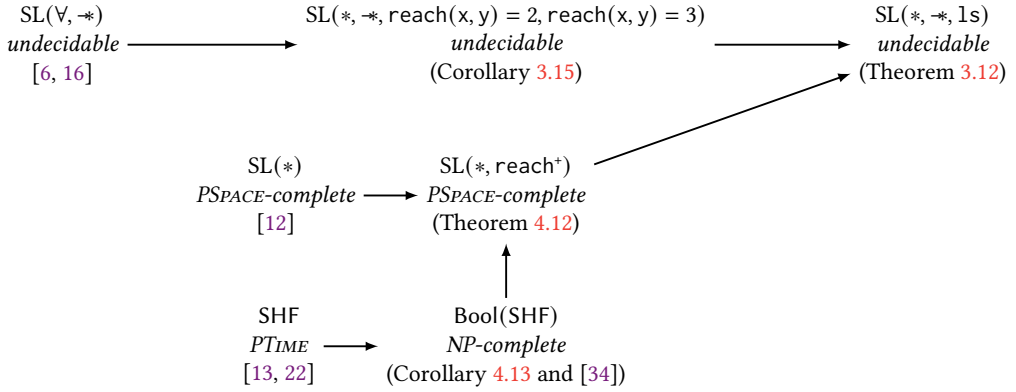 SL(∀, −∗)
undecidable
[6, 16]
SL(∗, −∗, reach(x, y) = 2, reach(x, y) = 3)
undecidable
(Corollary 3.15)
SL(∗, −∗, ls)
undecidable
(Theorem 3.12)
SL(∗)
PSPACE-complete
[12]
SL(∗, reach⁺)
PSPACE-complete
(Theorem 4.12)
SHF
PTIME
[13, 22]
Bool(SHF)
NP-complete
(Corollary 4.13 and [34])